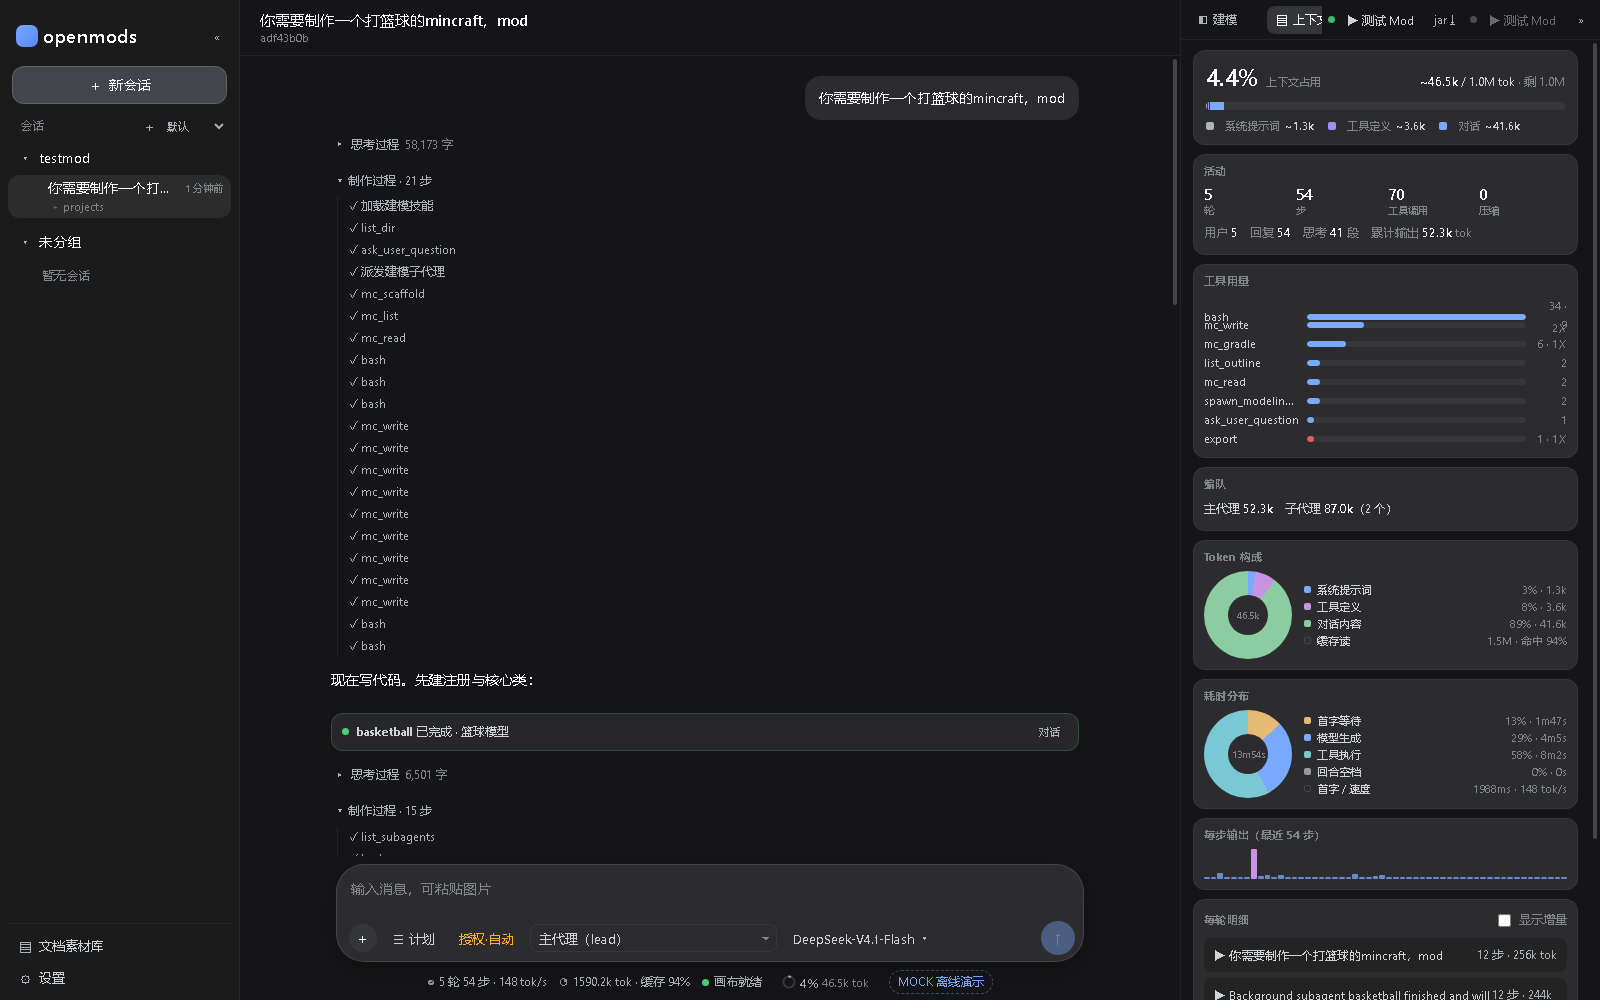 openmods
«
+ 新会话
会话
+ 默认
testmod
你需要制作一个打... 1 分钟前
projects
未分组
暂无会话
文档素材库
设置
你需要制作一个打篮球的mincraft，mod
adf43b0b
你需要制作一个打篮球的mincraft，mod
思考过程 58,173 字
制作过程 · 21 步
✓ 加载建模技能
✓ list_dir
✓ ask_user_question
✓ 派发建模子代理
✓ mc_scaffold
✓ mc_list
✓ mc_read
✓ bash
✓ bash
✓ bash
✓ mc_write
✓ mc_write
✓ mc_write
✓ mc_write
✓ mc_write
✓ mc_write
✓ mc_write
✓ mc_write
✓ mc_write
✓ bash
✓ bash
现在写代码。先建注册与核心类：
basketball 已完成 · 篮球模型 对话
思考过程 6,501 字
制作过程 · 15 步
✓ list_subagents
输入消息，可粘贴图片
+ 计划 授权·自动 主代理（lead） DeepSeek-V4.1-Flash
5 轮 54 步 · 148 tok/s 1590.2k tok · 缓存 94% 画布就绪 4% 46.5k tok MOCK 离线演示
建模 上下文 ▶ 测试 Mod jar↓ ▶ 测试 Mod »
4.4% 上下文占用 ~46.5k / 1.0M tok · 剩 1.0M
系统提示词 ~1.3k 工具定义 ~3.6k 对话 ~41.6k
活动
5 54 70 0
轮 步 工具调用 压缩
用户 5 回复 54 思考 41 段 累计输出 52.3k tok
工具用量
bash 34 · 2X
mc_write 9
mc_gradle 6 · 1X
list_outline 2
mc_read 2
spawn_modelin... 2
ask_user_question 1
export 1 · 1X
编队
主代理 52.3k 子代理 87.0k（2 个）
Token 构成
46.5k
系统提示词 3% · 1.3k
工具定义 8% · 3.6k
对话内容 89% · 41.6k
缓存读 1.5M · 命中 94%
耗时分布
13m54s
首字等待 13% · 1m47s
模型生成 29% · 4m5s
工具执行 58% · 8m2s
回合空档 0% · 0s
首字 / 速度 1988ms · 148 tok/s
每步输出（最近 54 步）
每轮明细 显示增量
▶ 你需要制作一个打篮球的mincraft，mod 12 步 · 256k tok
▶ Background subagent basketball finished and will 12 步 · 244k